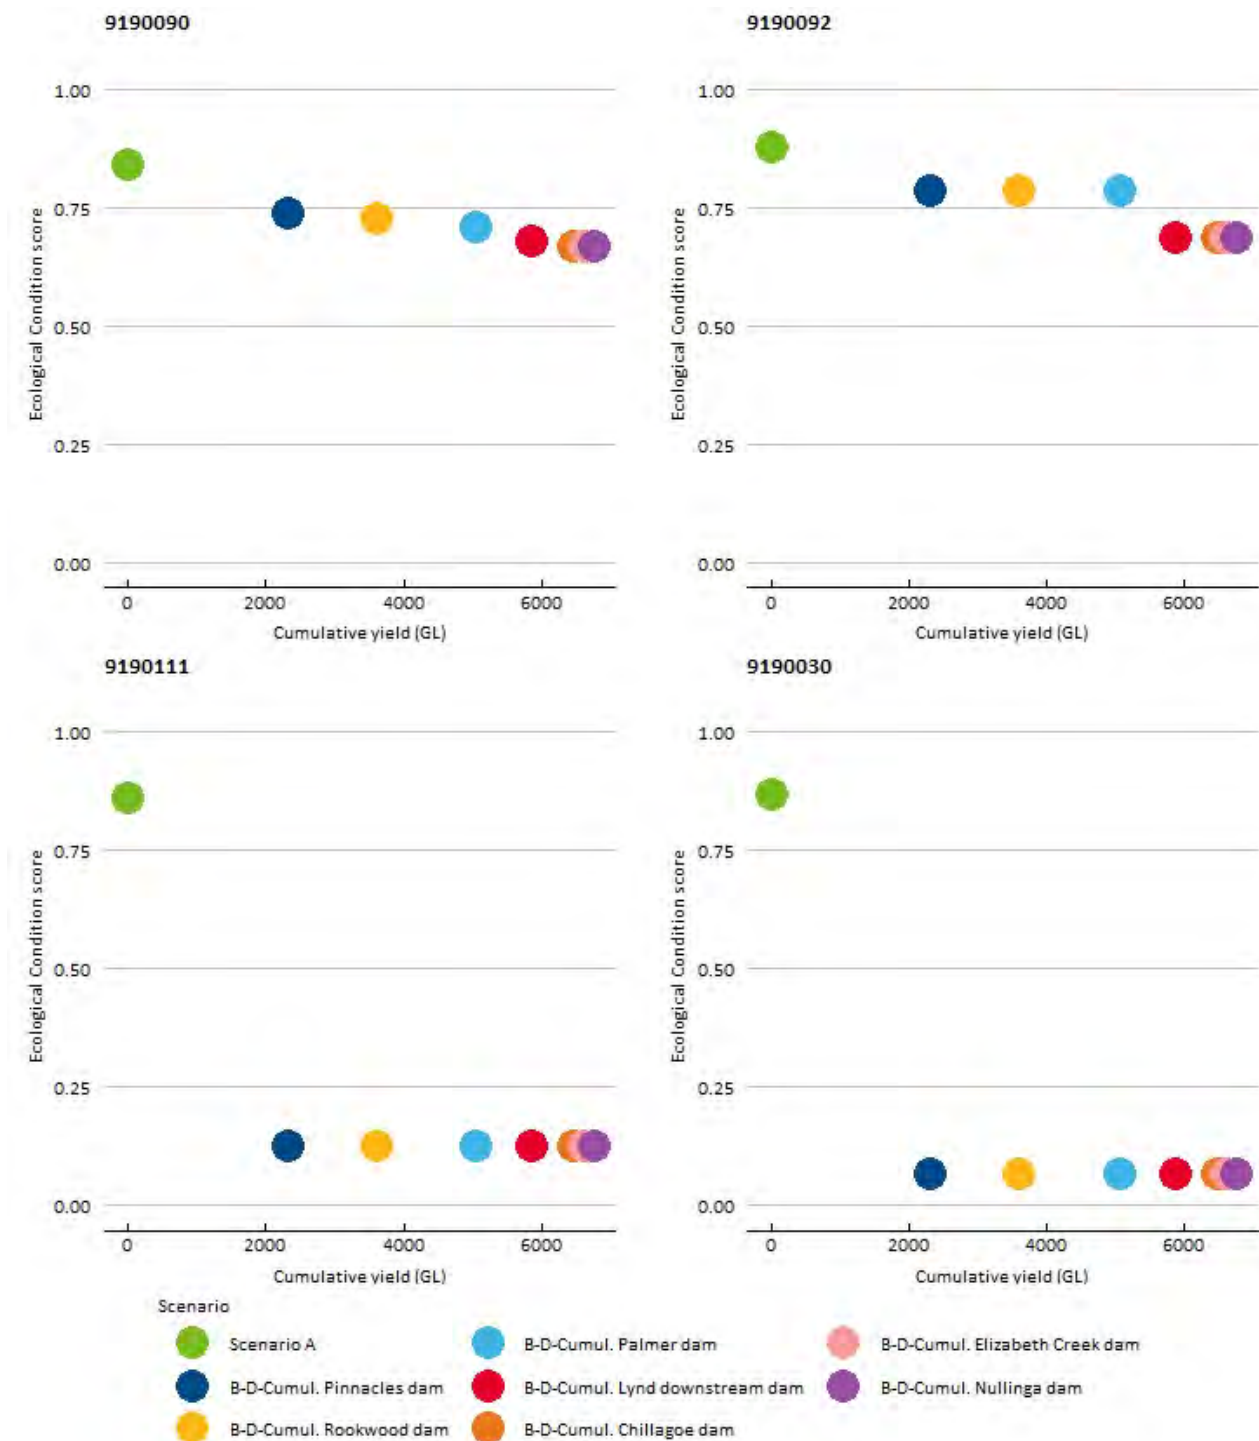 9190090
1.00
0.75
0.50
0.25
0.00
Ecological Condition score
0 2000 4000 6000
Cumulative yield (GL)
9190092
1.00
0.75
0.50
0.25
0.00
Ecological Condition score
0 2000 4000 6000
Cumulative yield (GL)
9190111
1.00
0.75
0.50
0.25
0.00
Ecological Condition score
0 2000 4000 6000
Cumulative yield (GL)
9190030
1.00
0.75
0.50
0.25
0.00
Ecological Condition score
0 2000 4000 6000
Cumulative yield (GL)
Scenario
Scenario A
B-D-Cumul. Pinnacles dam
B-D-Cumul. Rookwood dam
B-D-Cumul. Palmer dam
B-D-Cumul. Lynd downstream dam
B-D-Cumul. Chillagoe dam
B-D-Cumul. Elizabeth Creek dam
B-D-Cumul. Nullinga dam